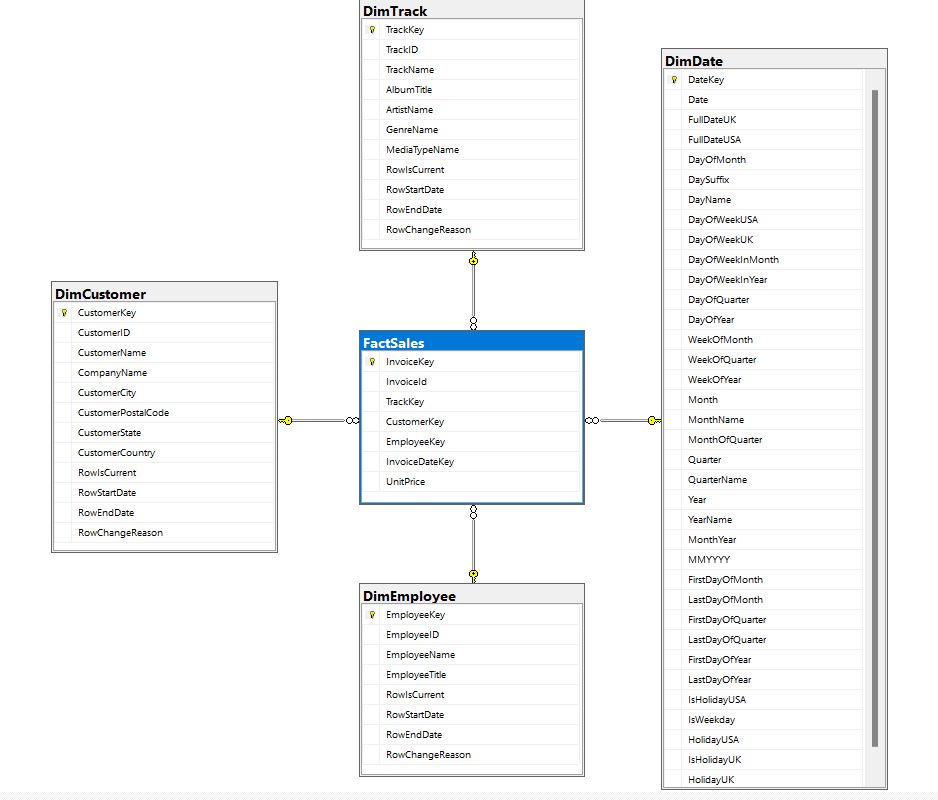 DimTrack
TrackKey
TrackID
TrackName
AlbumTitle
ArtistName
GenreName
MediaTypeName
RowIsCurrent
RowStartDate
RowEndDate
RowChangeReason
DimCustomer
CustomerKey
CustomerID
CustomerName
CompanyName
CustomerCity
CustomerPostalCode
CustomerState
CustomerCountry
RowIsCurrent
RowStartDate
RowEndDate
RowChangeReason
FactSales
InvoiceKey
InvoiceId
TrackKey
CustomerKey
EmployeeKey
InvoiceDateKey
UnitPrice
DimEmployee
EmployeeKey
EmployeeID
EmployeeName
EmployeeTitle
RowIsCurrent
RowStartDate
RowEndDate
RowChangeReason
DimDate
DateKey
Date
FullDateUK
FullDateUSA
DayOfMonth
DaySuffix
DayName
DayOfWeekUSA
DayOfWeekUK
DayOfWeekInMonth
DayOfWeekInYear
DayOfQuarter
DayOfYear
WeekOfMonth
WeekOfQuarter
WeekOfYear
Month
MonthName
MonthOfQuarter
Quarter
QuarterName
Year
YearName
MonthYear
MMYYYY
FirstDayOfMonth
LastDayOfMonth
FirstDayOfQuarter
LastDayOfQuarter
FirstDayOfYear
LastDayOfYear
IsHolidayUSA
IsWeekday
HolidayUSA
IsHolidayUK
HolidayUK